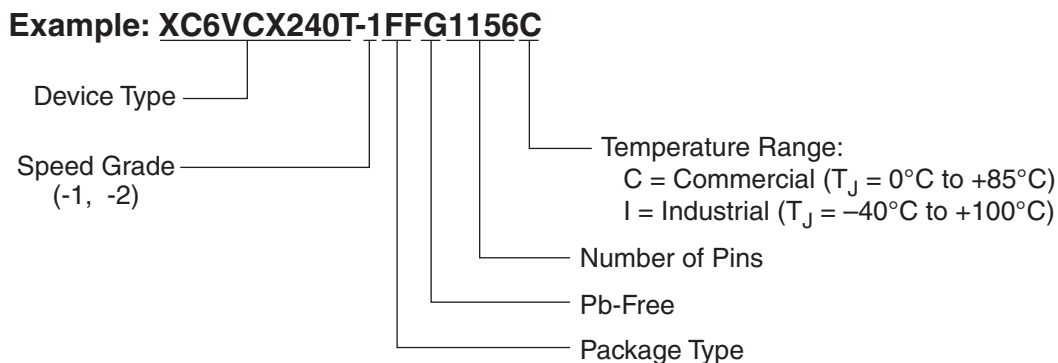 Example: XC6VCX240T-1FFG1156C
Device Type
Speed Grade
(-1, -2)
Temperature Range:
C = Commercial (TJ = 0°C to +85°C)
I = Industrial (TJ = –40°C to +100°C)
Number of Pins
Pb-Free
Package Type